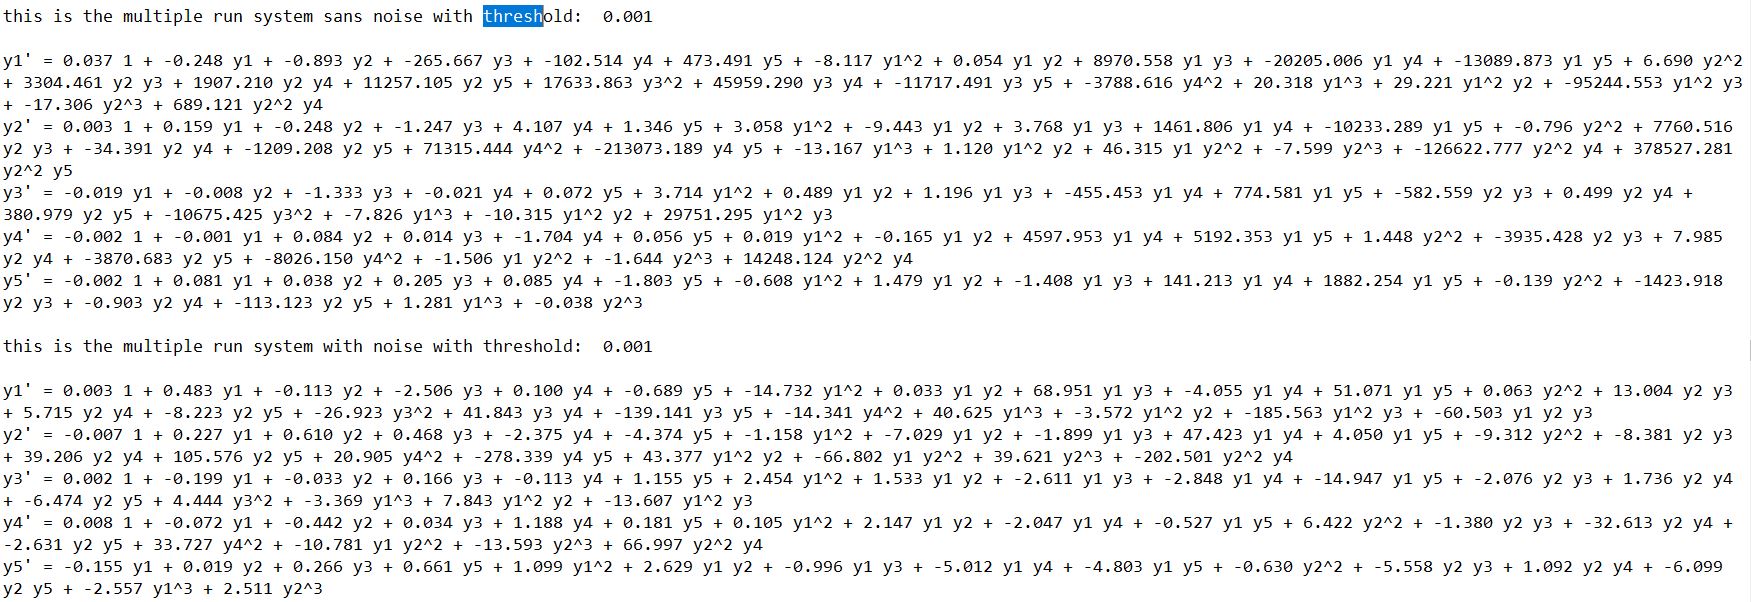 this is the multiple run system sans noise with threshold:  0.001
y1' = 0.037 1 + -0.248 y1 + -0.893 y2 + -265.667 y3 + -102.514 y4 + 473.491 y5 + -8.117 y1^2 + 0.054 y1 y2 + 8970.558 y1 y3 + -20205.006 y1 y4 + -13089.873 y1 y5 + 6.690 y2^2
+ 3304.461 y2 y3 + 1907.210 y2 y4 + 11257.105 y2 y5 + 17633.863 y3^2 + 45959.290 y3 y4 + -11717.491 y3 y5 + -3788.616 y4^2 + 20.318 y1^3 + 29.221 y1^2 y2 + -95244.553 y1^2 y3
+ -17.306 y2^3 + 689.121 y2^2 y4
y2' = 0.003 1 + 0.159 y1 + -0.248 y2 + -1.247 y3 + 4.107 y4 + 1.346 y5 + 3.058 y1^2 + -9.443 y1 y2 + 3.768 y1 y3 + 1461.806 y1 y4 + -10233.289 y1 y5 + -0.796 y2^2 + 7760.516
y2 y3 + -34.391 y2 y4 + -1209.208 y2 y5 + 71315.444 y4^2 + -213073.189 y4 y5 + -13.167 y1^3 + 1.120 y1^2 y2 + 46.315 y1 y2^2 + -7.599 y2^3 + -126622.777 y2^2 y4 + 378527.281
y2^2 y5
y3' = -0.019 y1 + -0.008 y2 + -1.333 y3 + -0.021 y4 + 0.072 y5 + 3.714 y1^2 + 0.489 y1 y2 + 1.196 y1 y3 + -455.453 y1 y4 + 774.581 y1 y5 + -582.559 y2 y3 + 0.499 y2 y4 +
380.979 y2 y5 + -10675.425 y3^2 + -7.826 y1^3 + -10.315 y1^2 y2 + 29751.295 y1^2 y3
y4' = -0.002 1 + -0.001 y1 + 0.084 y2 + 0.014 y3 + -1.704 y4 + 0.056 y5 + 0.019 y1^2 + -0.165 y1 y2 + 4597.953 y1 y4 + 5192.353 y1 y5 + 1.448 y2^2 + -3935.428 y2 y3 + 7.985
y2 y4 + -3870.683 y2 y5 + -8026.150 y4^2 + -1.506 y1 y2^2 + -1.644 y2^3 + 14248.124 y2^2 y4
y5' = -0.002 1 + 0.081 y1 + 0.038 y2 + 0.205 y3 + 0.085 y4 + -1.803 y5 + -0.608 y1^2 + 1.479 y1 y2 + -1.408 y1 y3 + 141.213 y1 y4 + 1882.254 y1 y5 + -0.139 y2^2 + -1423.918
y2 y3 + -0.903 y2 y4 + -113.123 y2 y5 + 1.281 y1^3 + -0.038 y2^3
this is the multiple run system with noise with threshold:  0.001
y1' = 0.003 1 + 0.483 y1 + -0.113 y2 + -2.506 y3 + 0.100 y4 + -0.689 y5 + -14.732 y1^2 + 0.033 y1 y2 + 68.951 y1 y3 + -4.055 y1 y4 + 51.071 y1 y5 + 0.063 y2^2 + 13.004 y2 y3
+ 5.715 y2 y4 + -8.223 y2 y5 + -26.923 y3^2 + 41.843 y3 y4 + -139.141 y3 y5 + -14.341 y4^2 + 40.625 y1^3 + -3.572 y1^2 y2 + -185.563 y1^2 y3 + -60.503 y1 y2 y3
y2' = -0.007 1 + 0.227 y1 + 0.610 y2 + 0.468 y3 + -2.375 y4 + -4.374 y5 + -1.158 y1^2 + -7.029 y1 y2 + -1.899 y1 y3 + 47.423 y1 y4 + 4.050 y1 y5 + -9.312 y2^2 + -8.381 y2 y3
+ 39.206 y2 y4 + 105.576 y2 y5 + 20.905 y4^2 + -278.339 y4 y5 + 43.377 y1^2 y2 + -66.802 y1 y2^2 + 39.621 y2^3 + -202.501 y2^2 y4
y3' = 0.002 1 + -0.199 y1 + -0.033 y2 + 0.166 y3 + -0.113 y4 + 1.155 y5 + 2.454 y1^2 + 1.533 y1 y2 + -2.611 y1 y3 + -2.848 y1 y4 + -14.947 y1 y5 + -2.076 y2 y3 + 1.736 y2 y4
+ -6.474 y2 y5 + 4.444 y3^2 + -3.369 y1^3 + 7.843 y1^2 y2 + -13.607 y1^2 y3
y4' = 0.008 1 + -0.072 y1 + -0.442 y2 + 0.034 y3 + 1.188 y4 + 0.181 y5 + 0.105 y1^2 + 2.147 y1 y2 + -2.047 y1 y4 + -0.527 y1 y5 + 6.422 y2^2 + -1.380 y2 y3 + -32.613 y2 y4 +
-2.631 y2 y5 + 33.727 y4^2 + -10.781 y1 y2^2 + -13.593 y2^3 + 66.997 y2^2 y4
y5' = -0.155 y1 + 0.019 y2 + 0.266 y3 + 0.661 y5 + 1.099 y1^2 + 2.629 y1 y2 + -0.996 y1 y3 + -5.012 y1 y4 + -4.803 y1 y5 + -0.630 y2^2 + -5.558 y2 y3 + 1.092 y2 y4 + -6.099
y2 y5 + -2.557 y1^3 + 2.511 y2^3